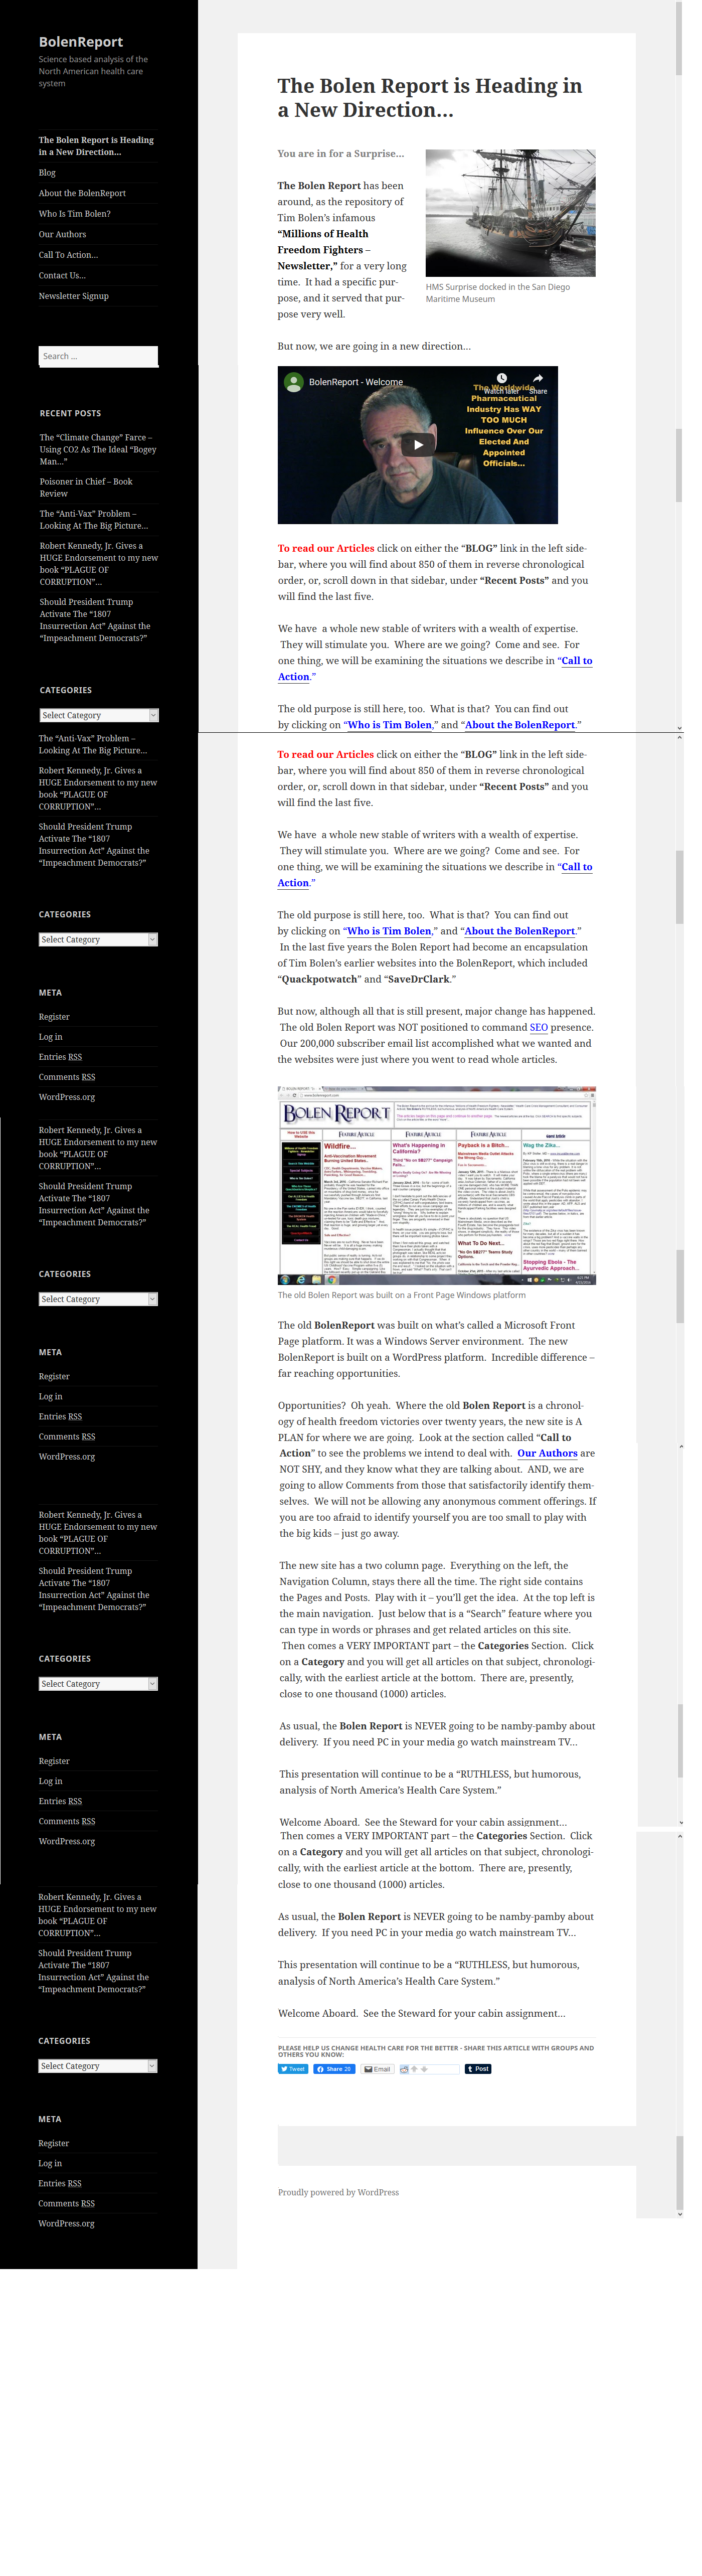 BolenReport
Science based analysis of the
North American health care
system
The Bolen Report is Heading
in a New Direction…
Blog
About the BolenReport
Who Is Tim Bolen?
Our Authors
Call To Action…
Contact Us…
Newsletter Signup
Search …
RECENT POSTS
The “Climate Change” Farce –
Using CO2 As The Ideal “Bogey
Man…”
Poisoner in Chief – Book
Review
The “Anti-Vax” Problem –
Looking At The Big Picture…
Robert Kennedy, Jr. Gives a
HUGE Endorsement to my new
book “PLAGUE OF
CORRUPTION”…
Should President Trump
Activate The “1807
Insurrection Act” Against the
“Impeachment Democrats?”
CATEGORIES
Select Category
The “Anti-Vax” Problem –
Looking At The Big Picture…
Robert Kennedy, Jr. Gives a
HUGE Endorsement to my new
book “PLAGUE OF
CORRUPTION”…
Should President Trump
Activate The “1807
Insurrection Act” Against the
“Impeachment Democrats?”
CATEGORIES
Select Category
META
Register
Log in
Entries RSS
Comments RSS
WordPress.org
Robert Kennedy, Jr. Gives a
HUGE Endorsement to my new
book “PLAGUE OF
CORRUPTION”…
Should President Trump
Activate The “1807
Insurrection Act” Against the
“Impeachment Democrats?”
CATEGORIES
Select Category
META
Register
Log in
Entries RSS
Comments RSS
WordPress.org
Robert Kennedy, Jr. Gives a
HUGE Endorsement to my new
book “PLAGUE OF
CORRUPTION”…
Should President Trump
Activate The “1807
Insurrection Act” Against the
“Impeachment Democrats?”
CATEGORIES
Select Category
META
Register
Log in
Entries RSS
Comments RSS
WordPress.org
Robert Kennedy, Jr. Gives a
HUGE Endorsement to my new
book “PLAGUE OF
CORRUPTION”…
Should President Trump
Activate The “1807
Insurrection Act” Against the
“Impeachment Democrats?”
CATEGORIES
Select Category
META
Register
Log in
Entries RSS
Comments RSS
WordPress.org
The Bolen Report is Heading in
a New Direction…
You are in for a Surprise…
The Bolen Report has been
around, as the repository of
Tim Bolen’s infamous
“Millions of Health
Freedom Fighters –
Newsletter,” for a very long
time. It had a specific pur-
pose, and it served that pur-
pose very well.
HMS Surprise docked in the San Diego
Maritime Museum
But now, we are going in a new direction…
BolenReport - Welcome
Watch later
Share
The Worldwide
Pharmaceutical
Industry Has WAY
TOO MUCH
Influence Over Our
Elected And
Appointed
Officials...
To read our Articles click on either the “BLOG” link in the left side-
bar, where you will find about 850 of them in reverse chronological
order, or, scroll down in that sidebar, under “Recent Posts” and you
will find the last five.
We have a whole new stable of writers with a wealth of expertise.
They will stimulate you. Where are we going? Come and see. For
one thing, we will be examining the situations we describe in “Call to
Action.”
The old purpose is still here, too. What is that? You can find out
by clicking on “Who is Tim Bolen,” and “About the BolenReport.”
To read our Articles click on either the “BLOG” link in the left side-
bar, where you will find about 850 of them in reverse chronological
order, or, scroll down in that sidebar, under “Recent Posts” and you
will find the last five.
We have a whole new stable of writers with a wealth of expertise.
They will stimulate you. Where are we going? Come and see. For
one thing, we will be examining the situations we describe in “Call to
Action.”
The old purpose is still here, too. What is that? You can find out
by clicking on “Who is Tim Bolen,” and “About the BolenReport.”
In the last five years the Bolen Report had become an encapsulation
of Tim Bolen’s earlier websites into the BolenReport, which included
“Quackpotwatch” and “SaveDrClark.”
But now, although all that is still present, major change has happened.
The old Bolen Report was NOT positioned to command SEO presence.
Our 200,000 subscriber email list accomplished what we wanted and
the websites were just where you went to read whole articles.
BOLEN REPORT
FEATURE ARTICLE
FEATURE ARTICLE
FEATURE ARTICLE
Wildfire...
What's Happening in
California?
Payback is a Bitch...
Wag the Zika...
What To Do Next...
Stopping Ebola - The
Ayurvedic Approach...
The old Bolen Report was built on a Front Page Windows platform
The old BolenReport was built on what’s called a Microsoft Front
Page platform. It was a Windows Server environment. The new
BolenReport is built on a WordPress platform. Incredible difference –
far reaching opportunities.
Opportunities? Oh yeah. Where the old Bolen Report is a chronol-
ogy of health freedom victories over twenty years, the new site is A
PLAN for where we are going. Look at the section called “Call to
Action” to see the problems we intend to deal with. Our Authors are
NOT SHY, and they know what they are talking about. AND, we are
going to allow Comments from those that satisfactorily identify them-
selves. We will not be allowing any anonymous comment offerings. If
you are too afraid to identify yourself you are too small to play with
the big kids – just go away.
The new site has a two column page. Everything on the left, the
Navigation Column, stays there all the time. The right side contains
the Pages and Posts. Play with it – you’ll get the idea. At the top left is
the main navigation. Just below that is a “Search” feature where you
can type in words or phrases and get related articles on this site.
Then comes a VERY IMPORTANT part – the Categories Section. Click
on a Category and you will get all articles on that subject, chronologi-
cally, with the earliest article at the bottom. There are, presently,
close to one thousand (1000) articles.
As usual, the Bolen Report is NEVER going to be namby-pamby about
delivery. If you need PC in your media go watch mainstream TV…
This presentation will continue to be a “RUTHLESS, but humorous,
analysis of North America’s Health Care System.”
Welcome Aboard. See the Steward for your cabin assignment…
Then comes a VERY IMPORTANT part – the Categories Section. Click
on a Category and you will get all articles on that subject, chronologi-
cally, with the earliest article at the bottom. There are, presently,
close to one thousand (1000) articles.
As usual, the Bolen Report is NEVER going to be namby-pamby about
delivery. If you need PC in your media go watch mainstream TV…
This presentation will continue to be a “RUTHLESS, but humorous,
analysis of North America’s Health Care System.”
Welcome Aboard. See the Steward for your cabin assignment…
PLEASE HELP US CHANGE HEALTH CARE FOR THE BETTER - SHARE THIS ARTICLE WITH GROUPS AND
OTHERS YOU KNOW:
Tweet
Share 20
Email
Post
Proudly powered by WordPress